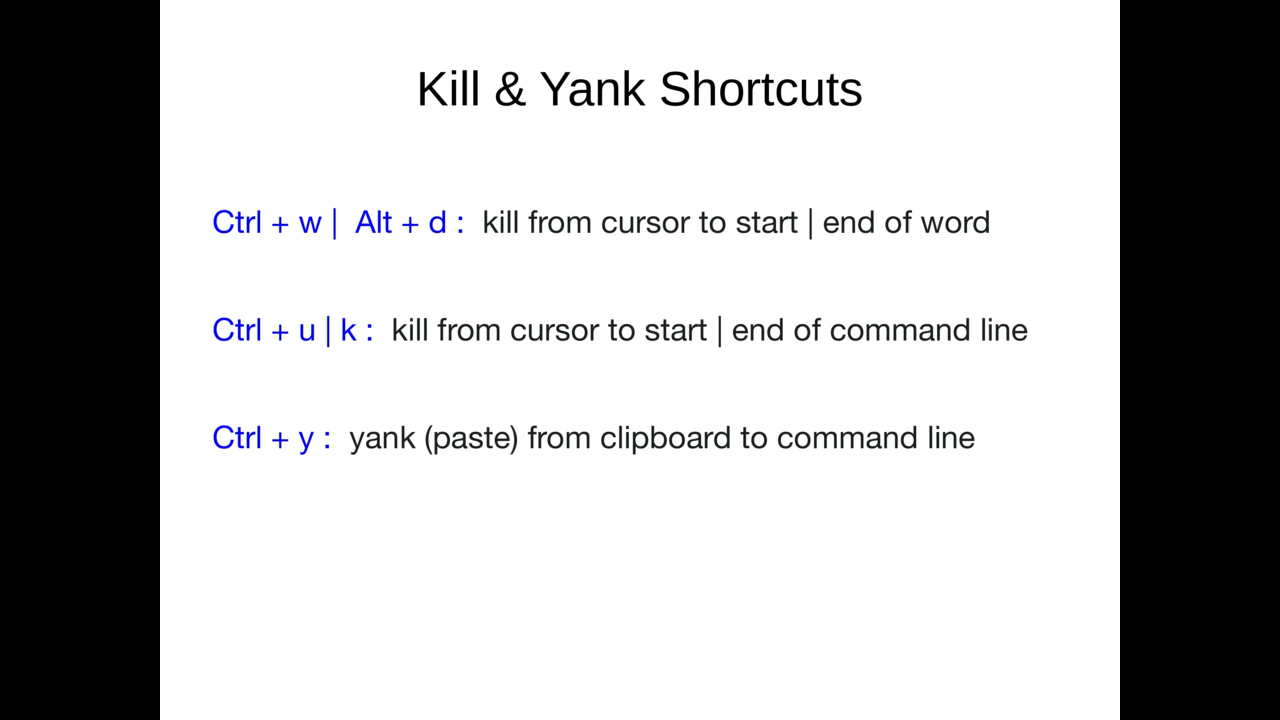 Kill & Yank Shortcuts
Ctrl + w | Alt + d : kill from cursor to start | end of word
Ctrl + u | k : kill from cursor to start | end of command line
Ctrl + y : yank (paste) from clipboard to command line